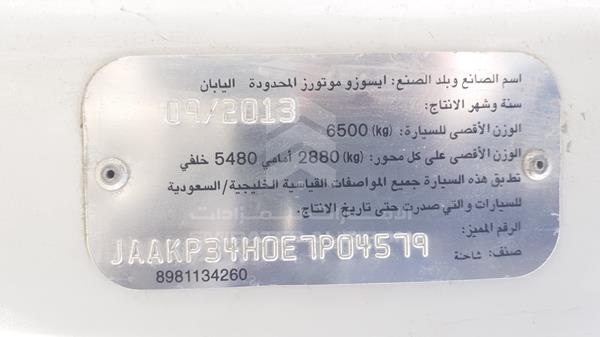 اسم الصانع وبلد الصنع: ايسوزو موتورز المحدودة اليابان
سنة وشهر الانتاج:
09/2013
الوزن الأقصى للسيارة: (kg) 6500
الوزن الأقصى على كل محور: (kg) 2880 أمامي 5480 خلفي
تطابق هذه السيارة جميع المواصفات القياسية الخليجية/السعودية
للسيارات والتي صدرت حتى تاريخ الانتاج.
الرقم المميز:
JAAKP34H0E7P04579
صنف: شاحنة
8981134260